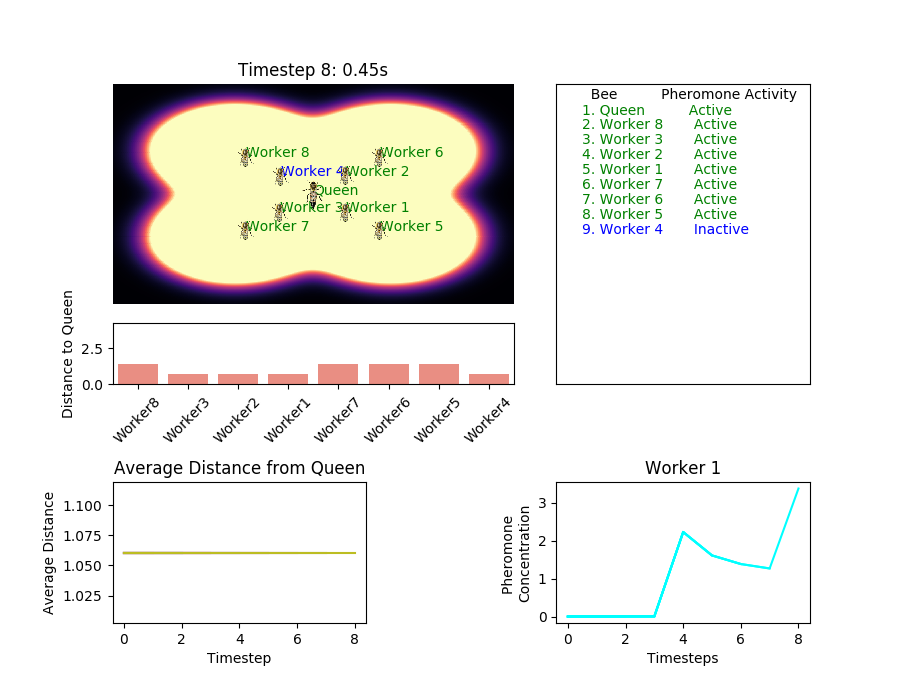 Timestep 8: 0.45s
Worker 8
Worker 6
Worker 4
Worker 2
Queen
Worker 3
Worker 1
Worker 7
Worker 5
Bee Pheromone Activity
1. Queen Active
2. Worker 8 Active
3. Worker 3 Active
4. Worker 2 Active
5. Worker 1 Active
6. Worker 7 Active
7. Worker 6 Active
8. Worker 5 Active
9. Worker 4 Inactive
Distance to Queen
2.5
0.0
Worker8
Worker3
Worker2
Worker1
Worker7
Worker6
Worker5
Worker4
Average Distance from Queen
Average Distance
1.100
1.075
1.050
1.025
0 2 4 6 8
Timestep
Worker 1
Pheromone
Concentration
3
2
1
0
0 2 4 6 8
Timesteps